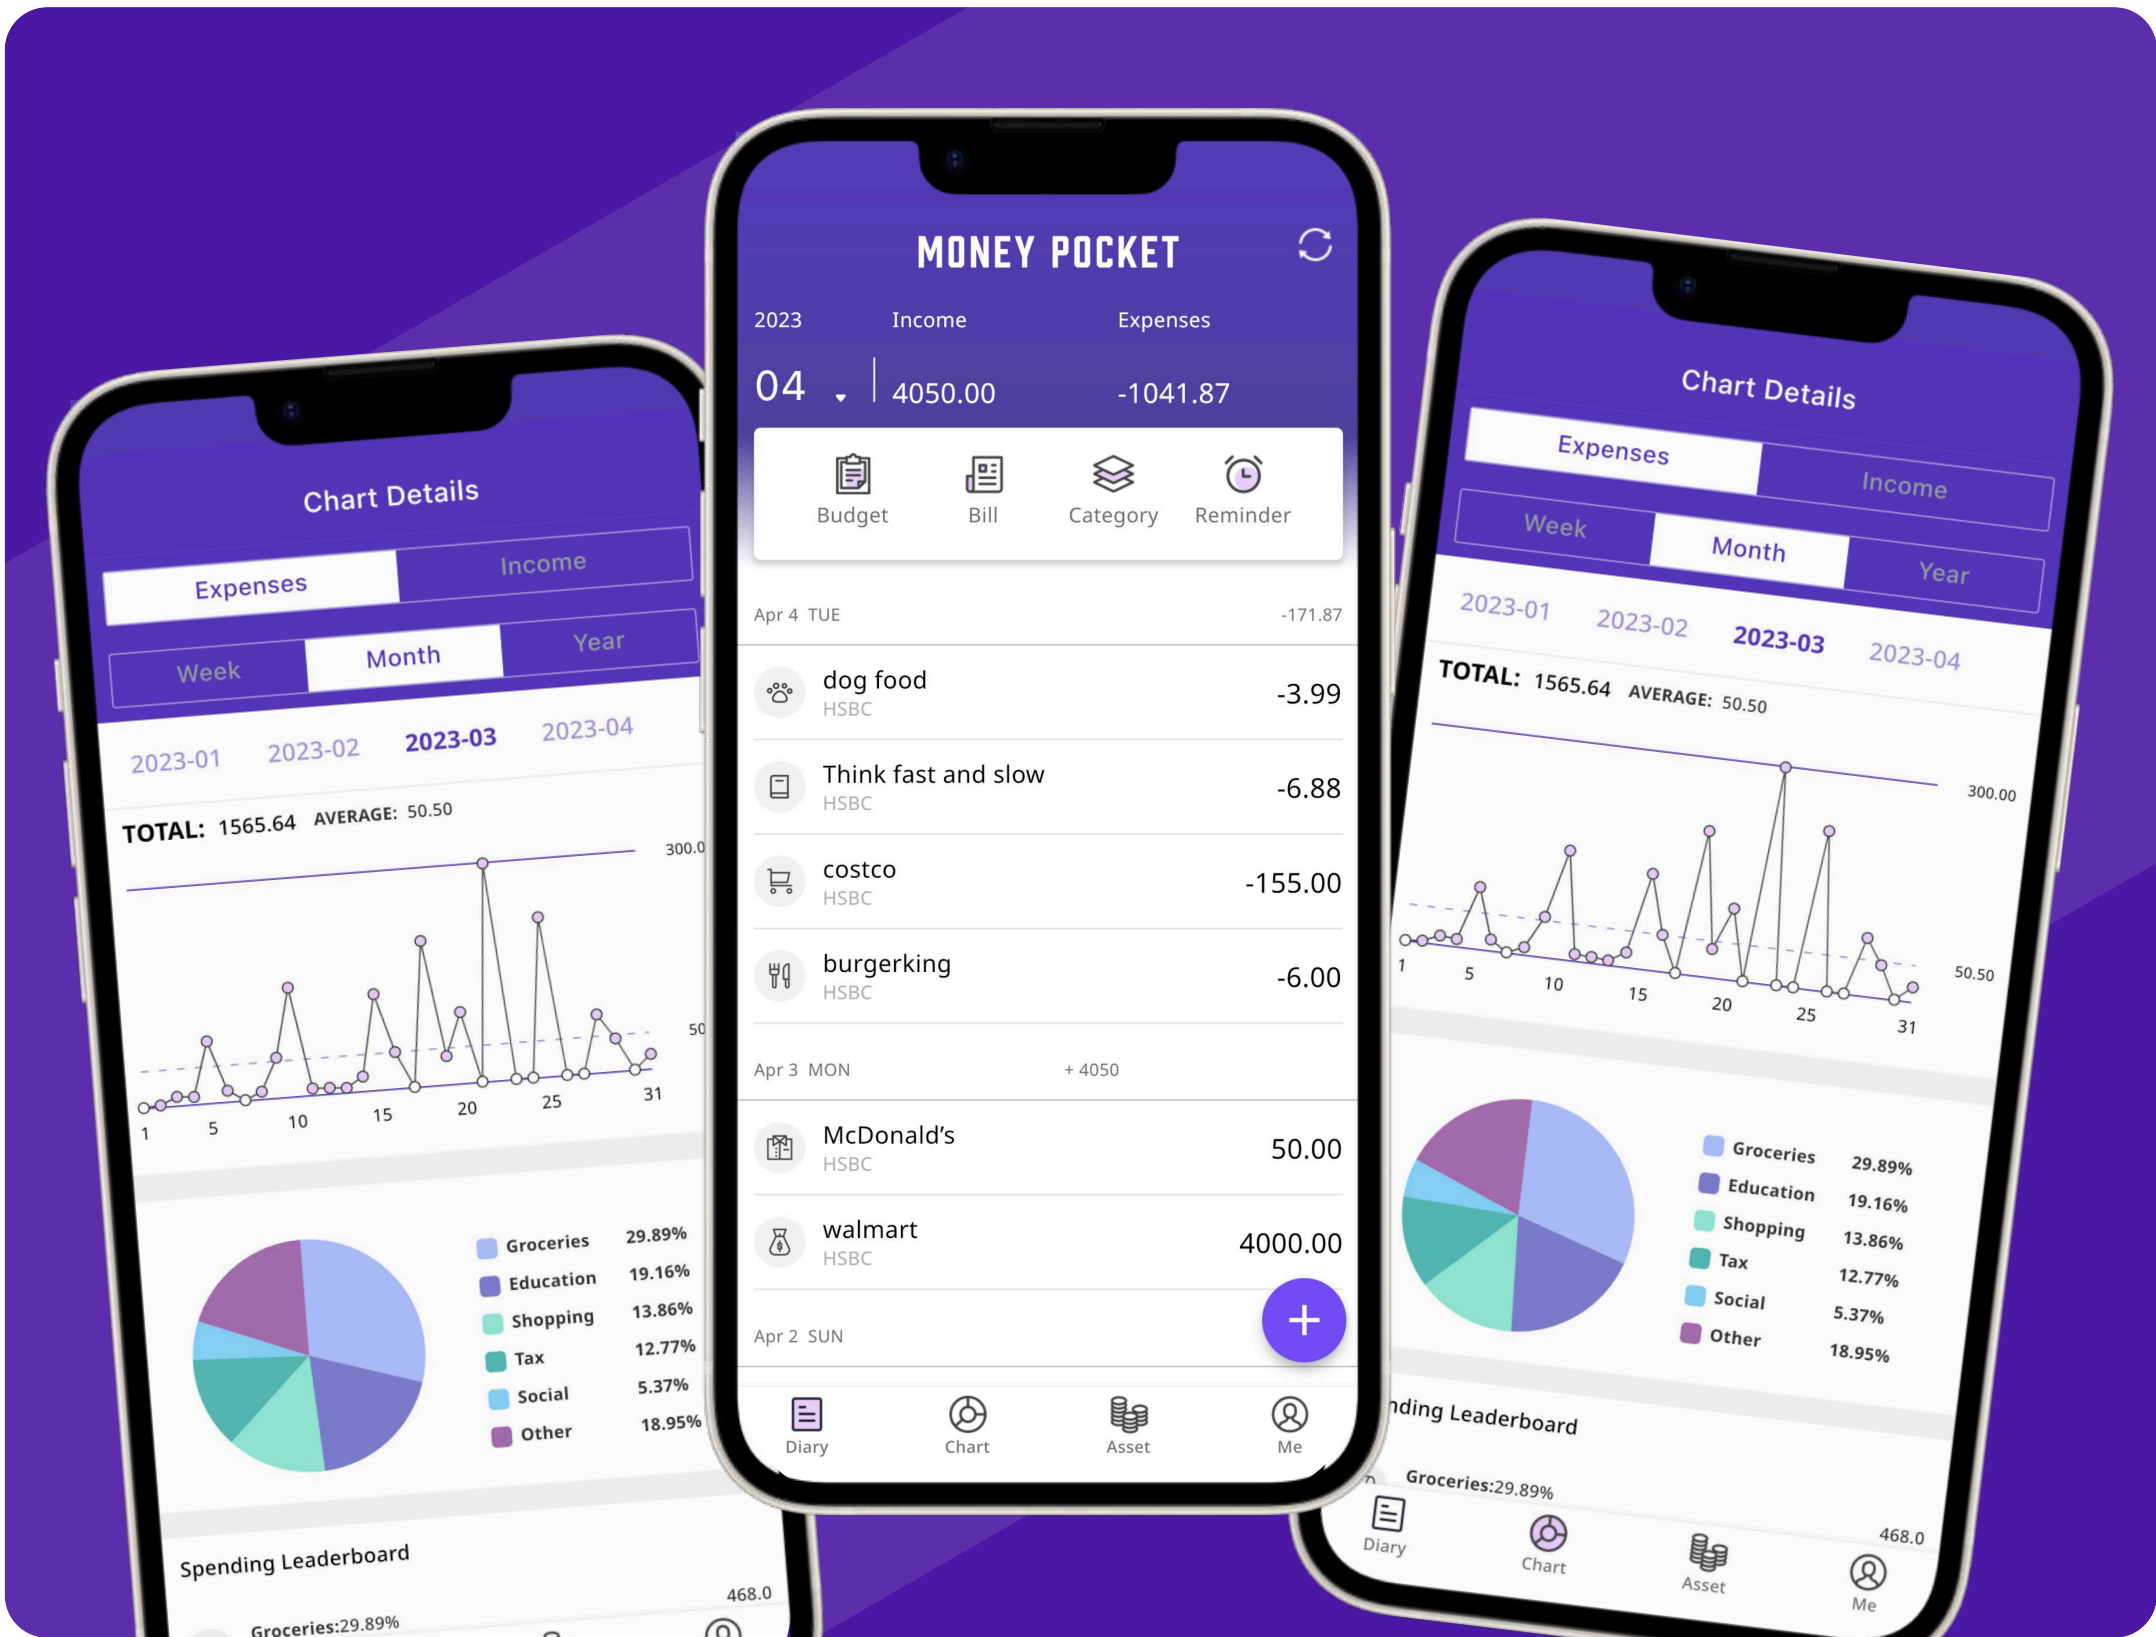 Chart Details
Expenses Income
Week Month Year
2023-01 2023-02 2023-03 2023-04
TOTAL: 1565.64 AVERAGE: 50.50
300.0
50
1 5 10 15 20 25 31
Groceries 29.89%
Education 19.16%
Shopping 13.86%
Tax 12.77%
Social 5.37%
Other 18.95%
Spending Leaderboard
468.0
Groceries:29.89%
MONEY POCKET
2023 Income Expenses
04 4050.00 -1041.87
Budget Bill Category Reminder
Apr 4 TUE -171.87
dog food -3.99
HSBC
Think fast and slow -6.88
HSBC
costco -155.00
HSBC
burgerking -6.00
HSBC
Apr 3 MON + 4050
McDonald's 50.00
HSBC
walmart 4000.00
HSBC
Apr 2 SUN
+
Diary Chart Asset Me
Chart Details
Expenses Income
Week Month Year
2023-01 2023-02 2023-03 2023-04
TOTAL: 1565.64 AVERAGE: 50.50
300.00
50.50
1 5 10 15 20 25 31
Groceries 29.89%
Education 19.16%
Shopping 13.86%
Tax 12.77%
Social 5.37%
Other 18.95%
nding Leaderboard
Groceries:29.89%
468.0
Diary Chart Asset Me